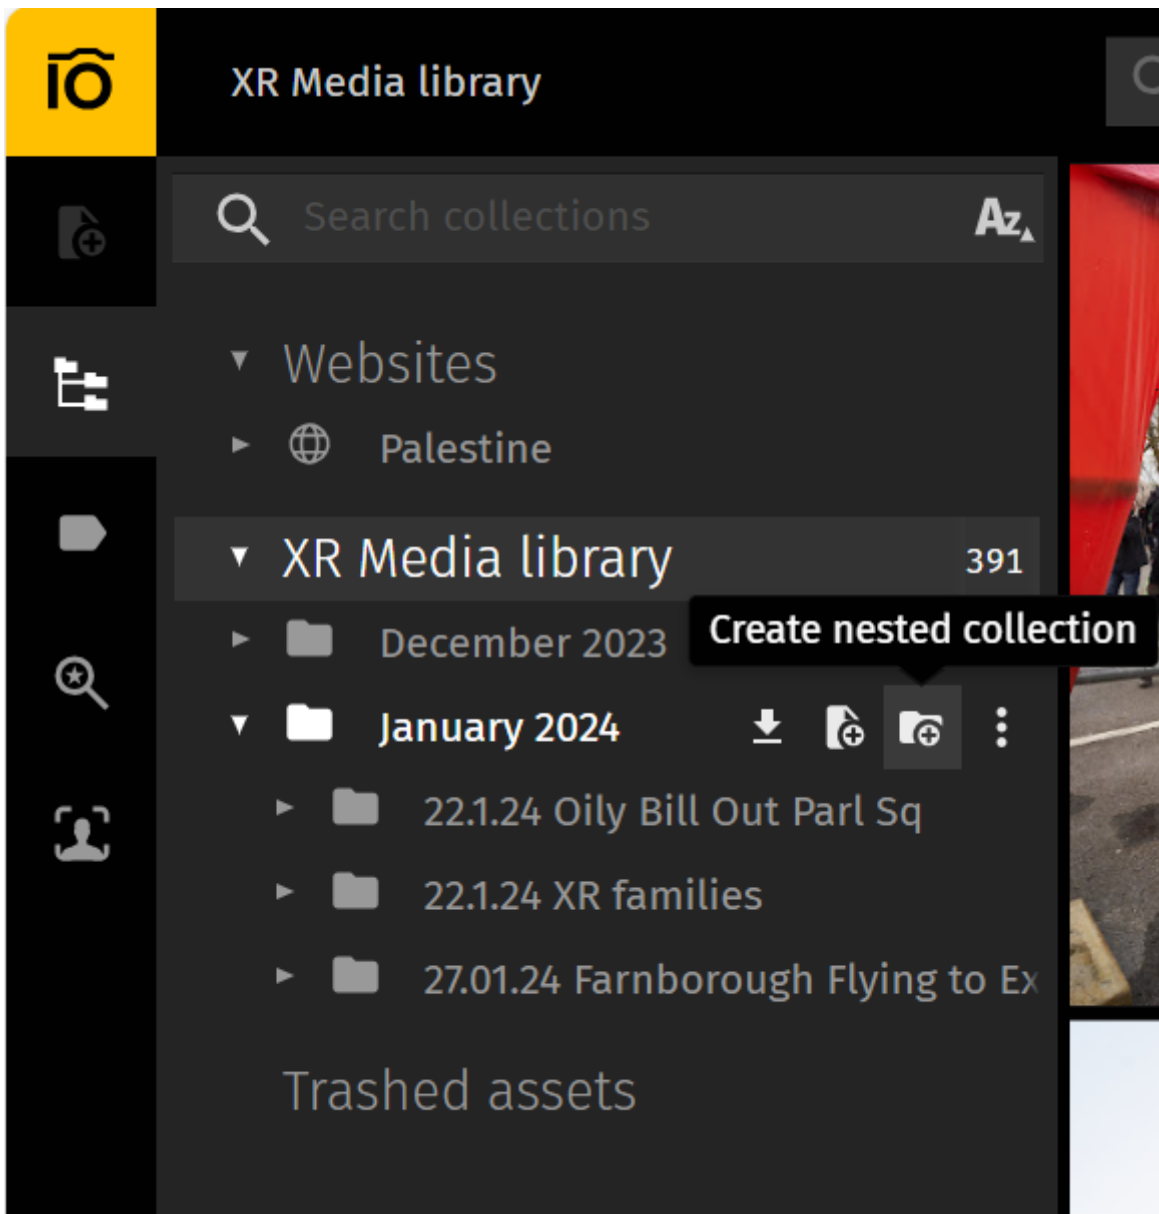 XR Media library
Search collections
Az
Websites
Palestine
XR Media library 391
December 2023
Create nested collection
January 2024
22.1.24 Oily Bill Out Parl Sq
22.1.24 XR families
27.01.24 Farnborough Flying to Ex
Trashed assets